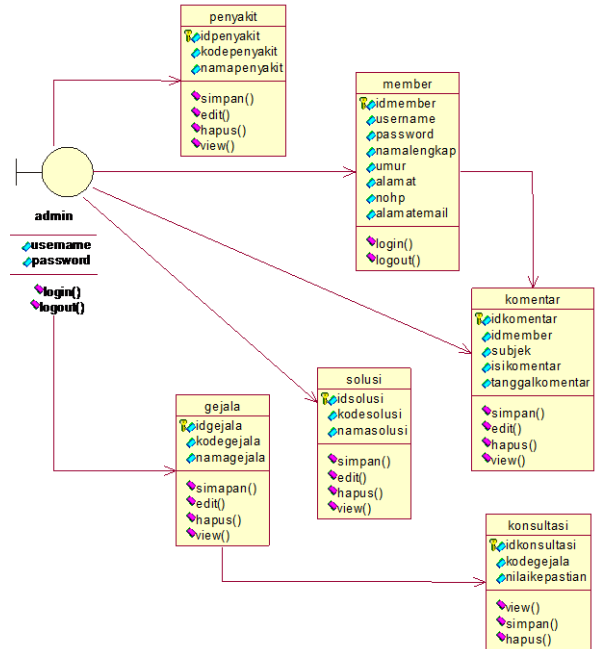 penyakit
idpenyakit
kodepenyakit
namapenyakit
simpan()
edit()
hapus()
view()
member
idmember
username
password
namalengkap
umur
alamat
nohp
alamatemail
login()
logout()
admin
username
password
login()
logout()
komentar
idkomentar
idmember
subjek
isikomentar
tanggalkomentar
simpan()
edit()
hapus()
view()
solusi
idsolusi
kodesolusi
namasolusi
simpan()
edit()
hapus()
view()
gejala
idgejala
kodegejala
namagejala
simapan()
edit()
hapus()
view()
konsultasi
idkonsultasi
kodegejala
nilaikepastian
view()
simpan()
hapus()